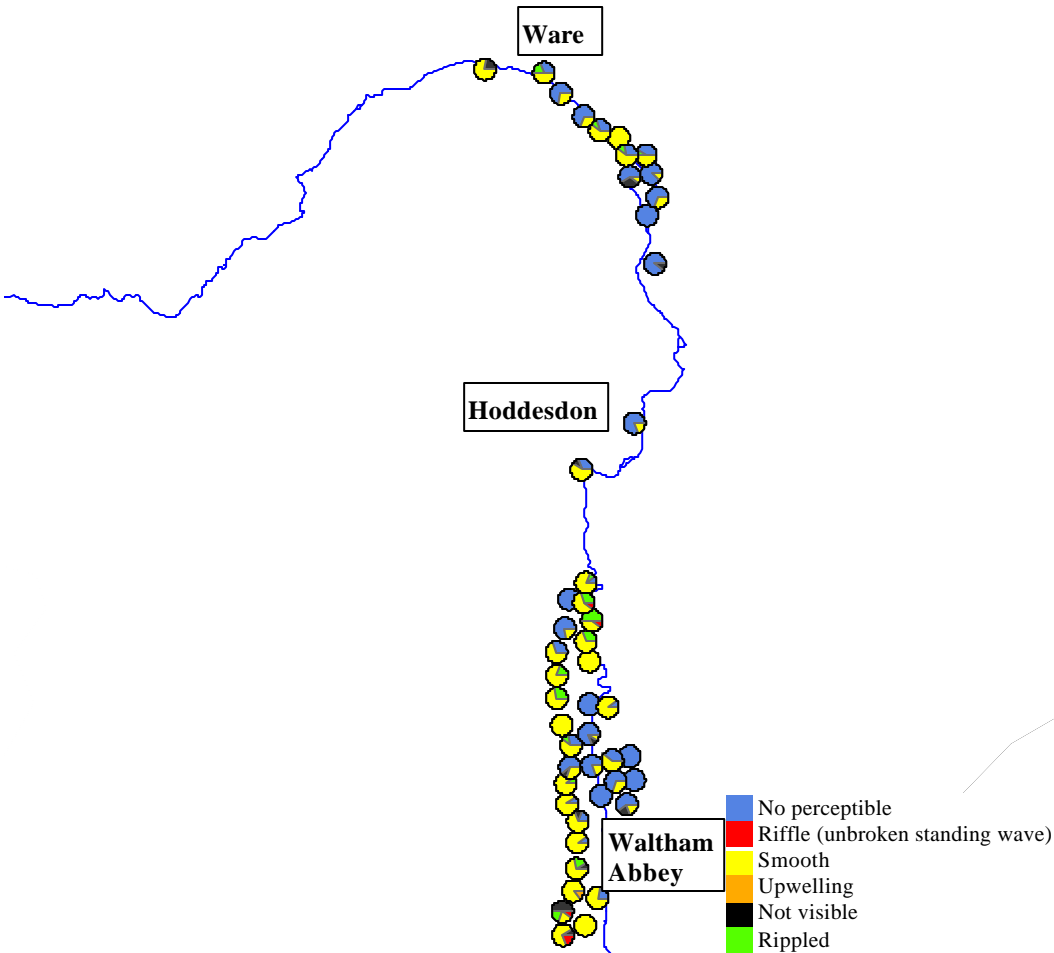 Ware
Hoddesdon
Waltham
Abbey
No perceptible
Riffle (unbroken standing wave)
Smooth
Upwelling
Not visible
Rippled